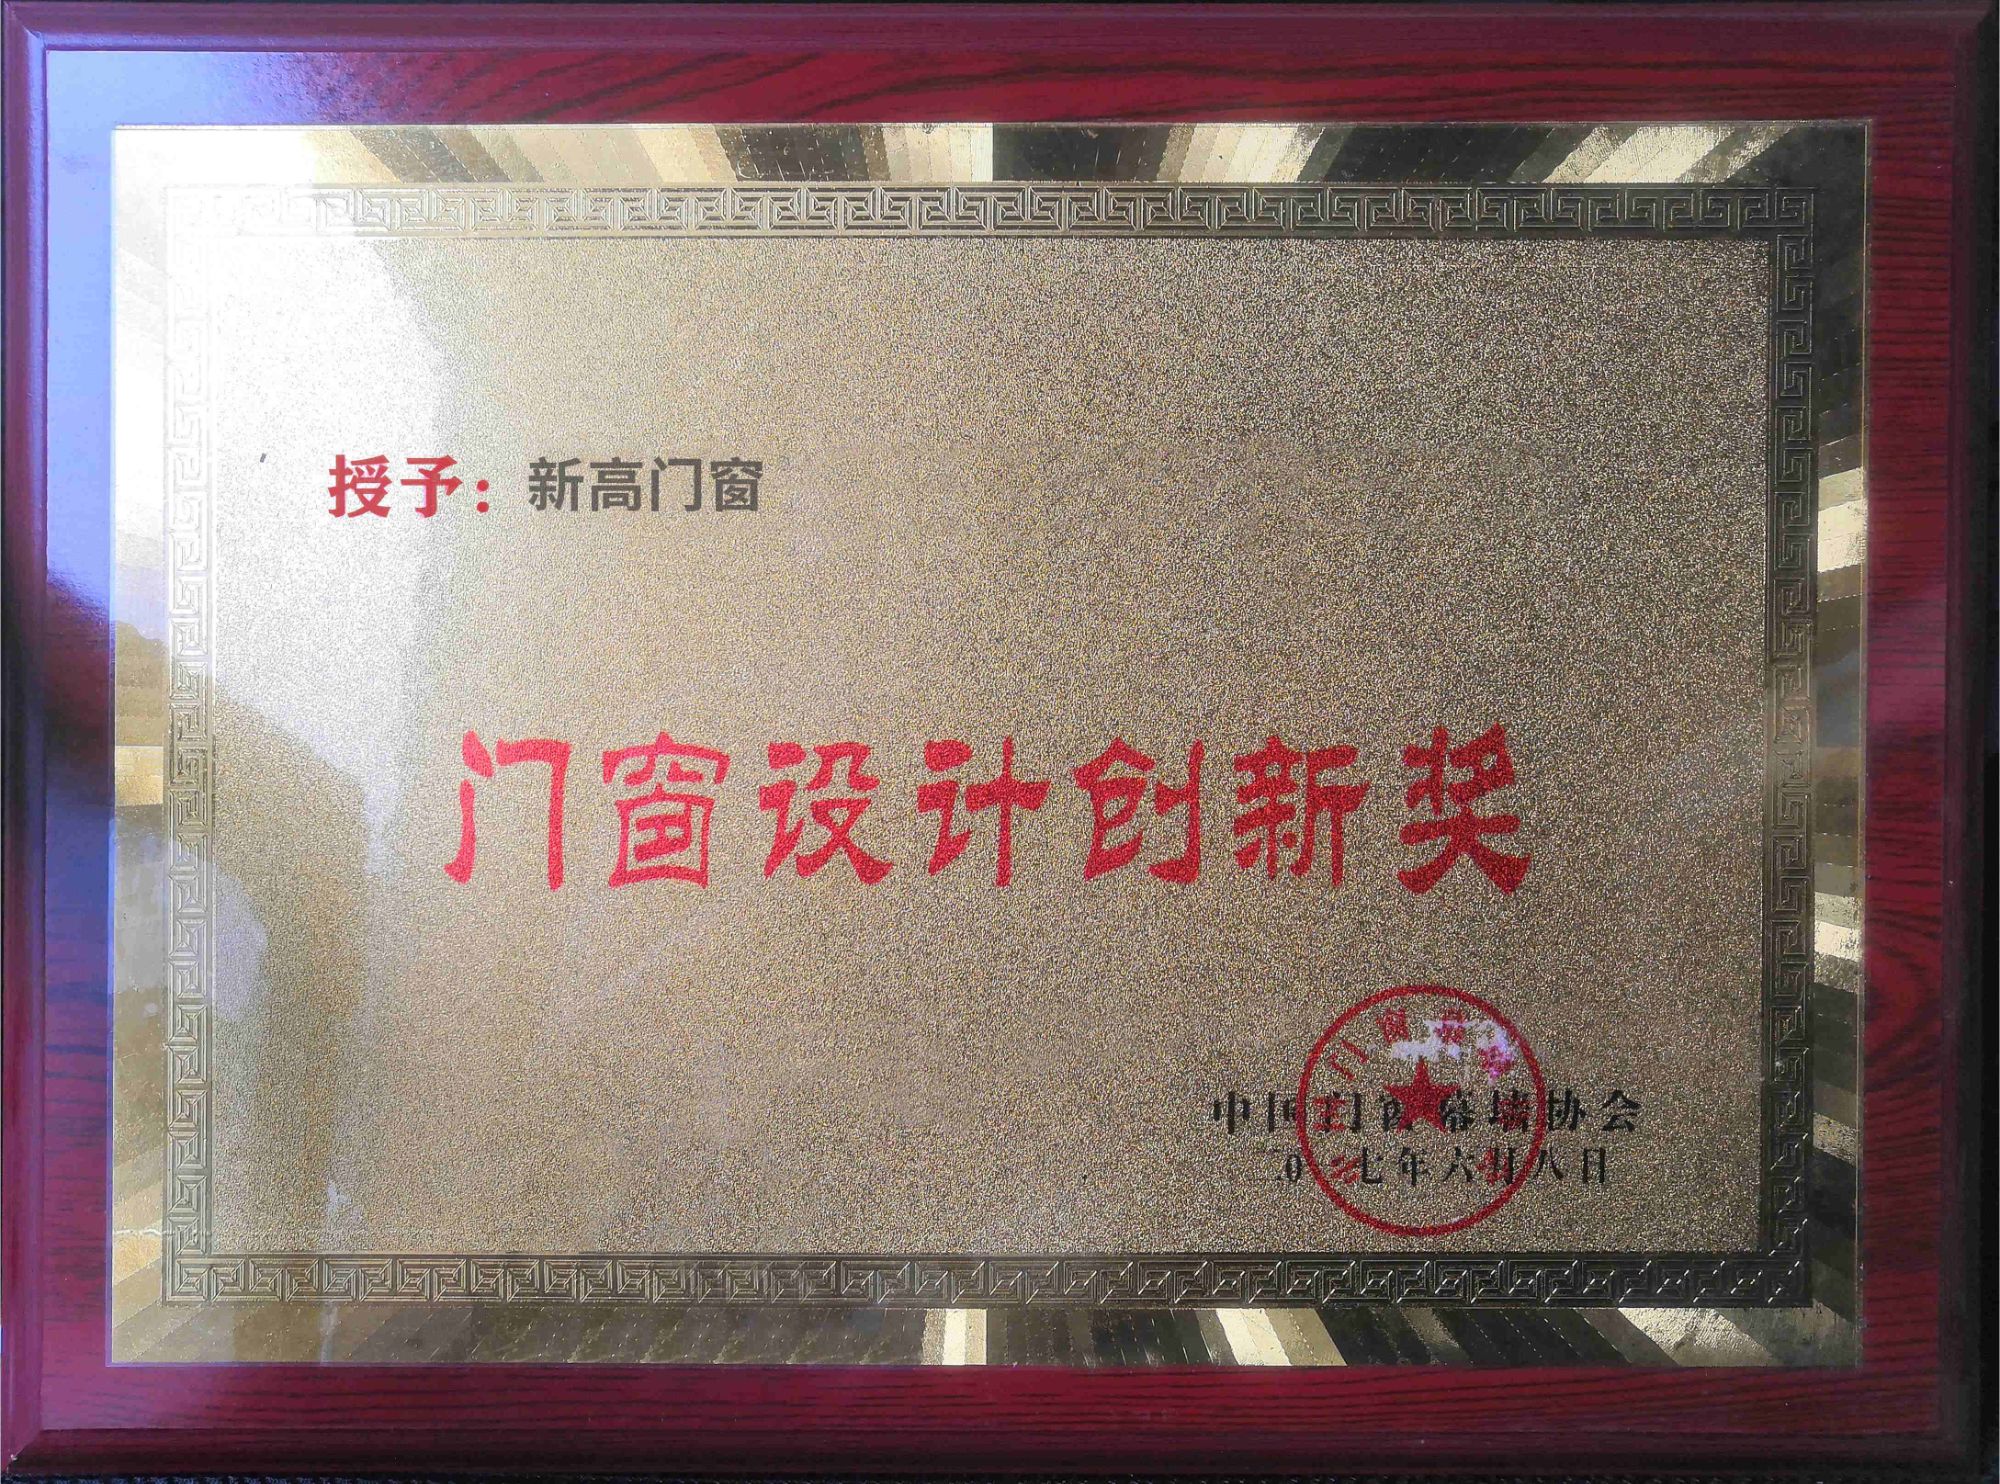 授予：新高门窗
门窗设计创新奖
中国门窗幕墙协会
七年六月八日